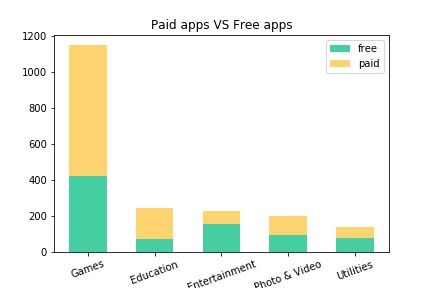 Paid apps VS Free apps
free
paid
1200
1000
800
600
400
200
0
Games
Education
Entertainment
Photo & Video
Utilities